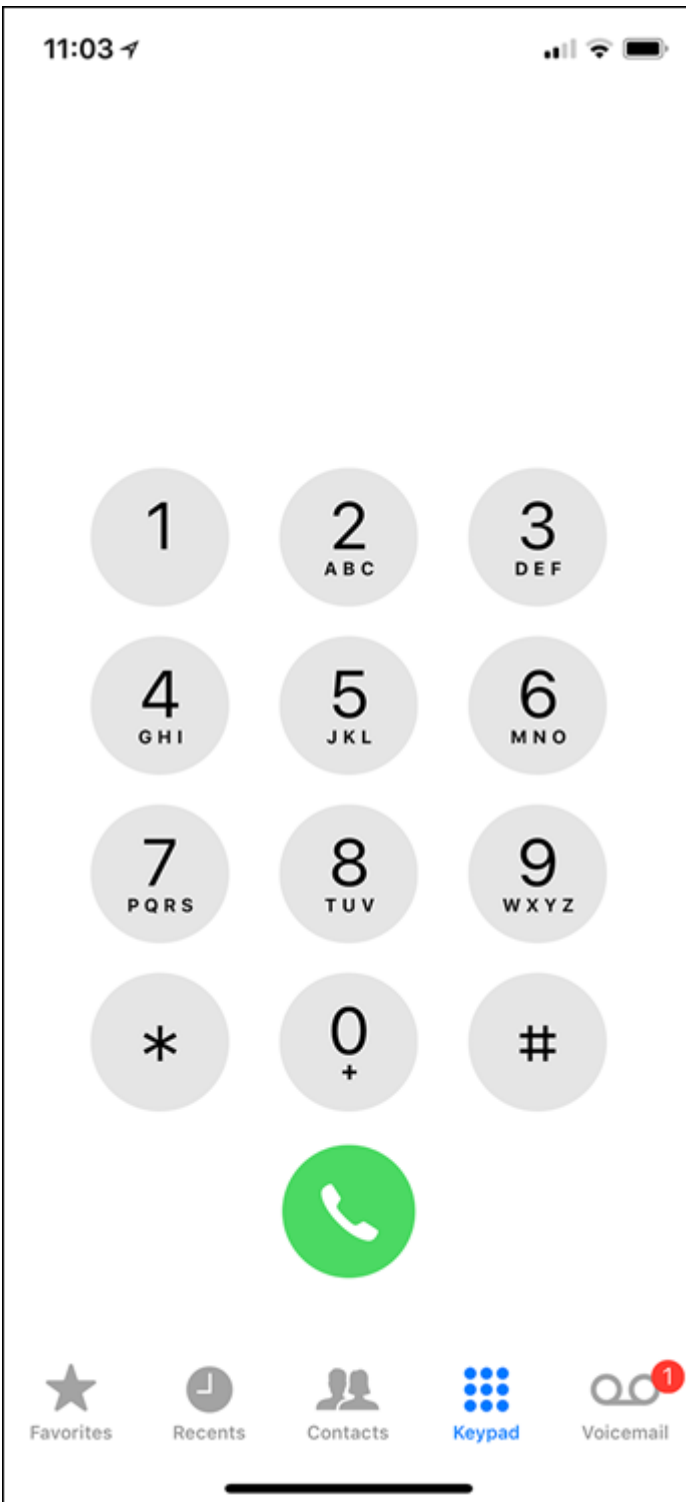 11:03
1 2 3
ABC DEF
4 5 6
GHI JKL MNO
7 8 9
PQRS TUV WXYZ
* 0 #
+
1
Favorites Recents Contacts Keypad Voicemail